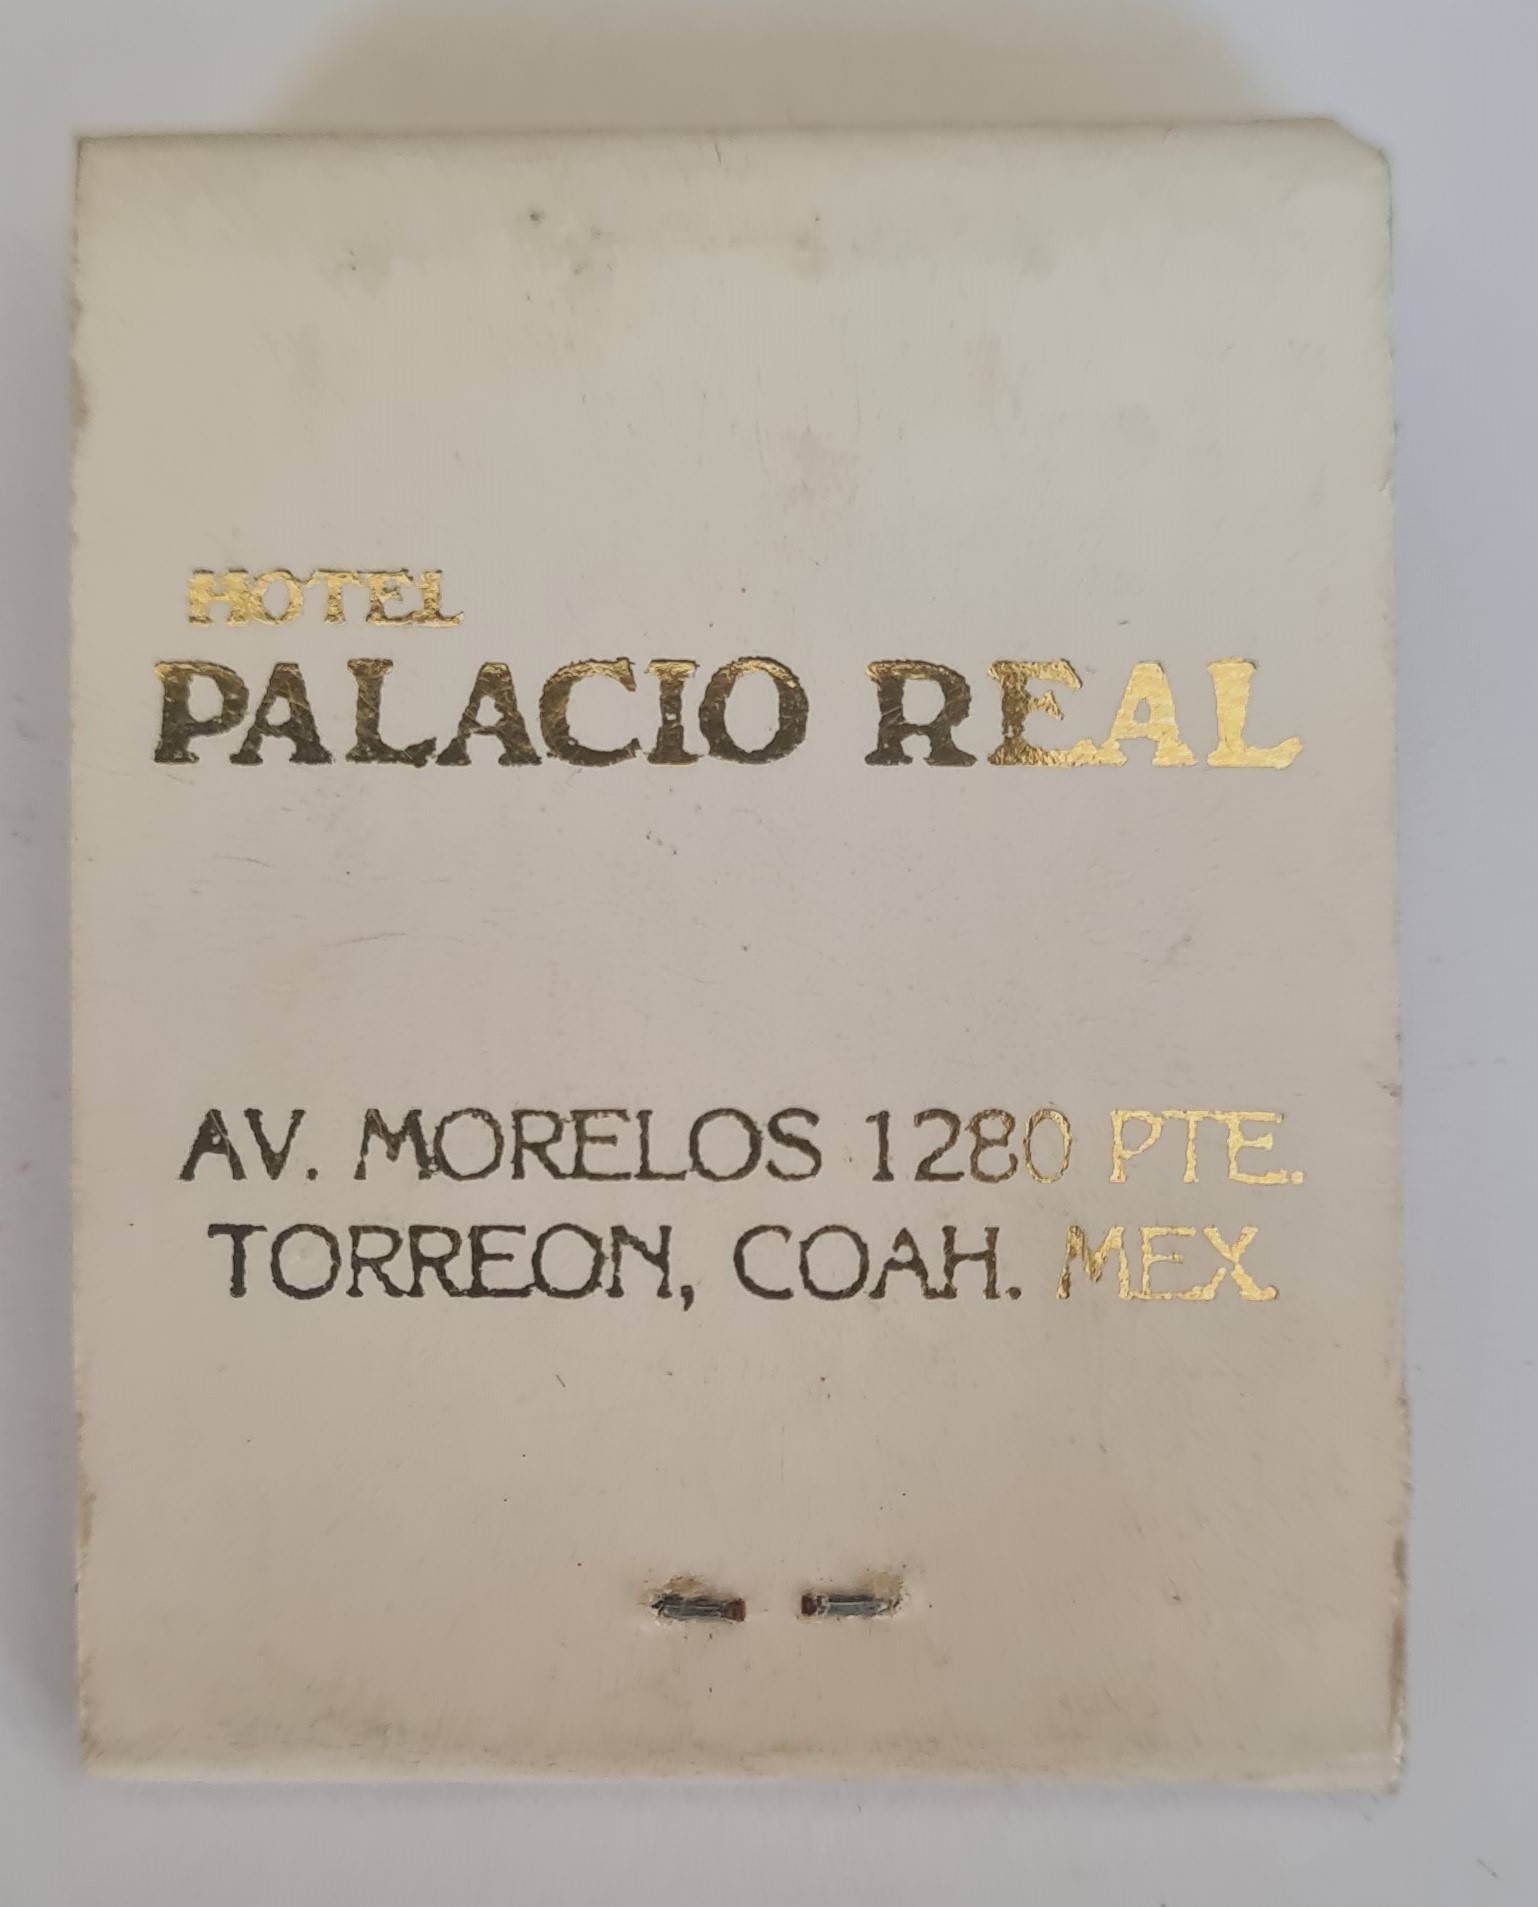 HOTEL
PALACIO REAL
AV. MORELOS 1280 PTE.
TORREON, COAH. MEX